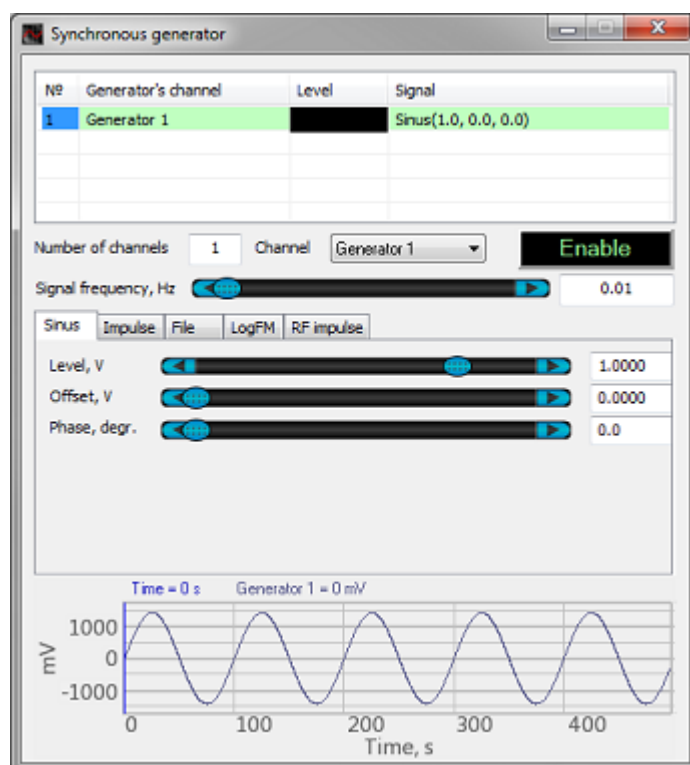 Synchronous generator
№ Generator's channel Level Signal
1 Generator 1 Sinus(1.0, 0.0, 0.0)
Number of channels 1 Channel Generator 1 Enable
Signal frequency, Hz 0.01
Sinus Impulse File LogFM RF impulse
Level, V 1.0000
Offset, V 0.0000
Phase, degr. 0.0
Time = 0 s Generator 1 = 0 mV
1000
mV 0
-1000
0 100 200 300 400
Time, s